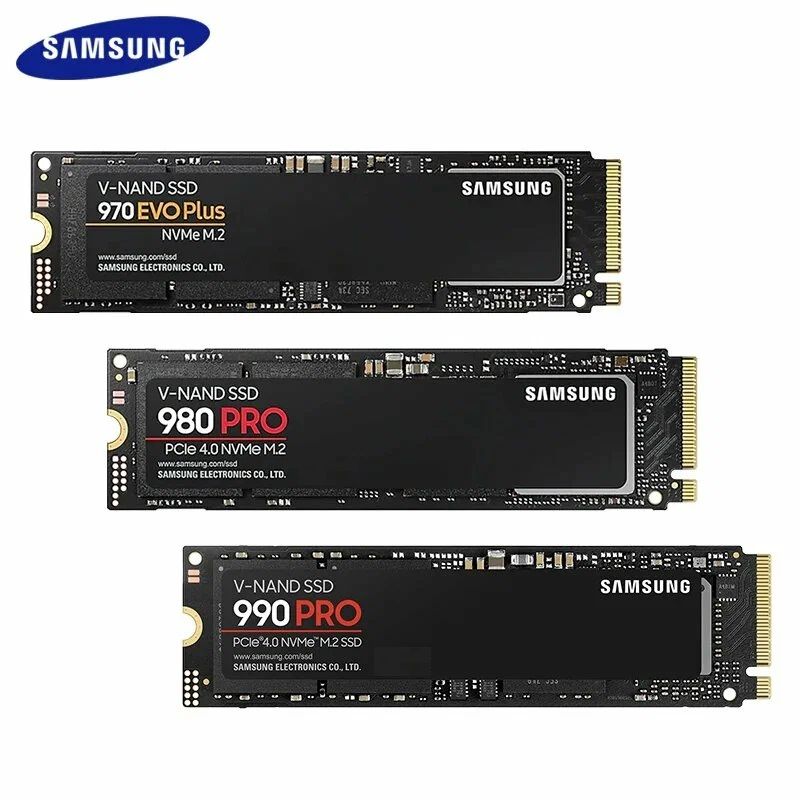 SAMSUNG
V-NAND SSD
970 EVO Plus
NVMe M.2
www.samsung.com/ssd
SAMSUNG ELECTRONICS CO., LTD.
SAMSUNG
V-NAND SSD
980 PRO
PCIe 4.0 NVMe M.2
www.samsung.com/ssd
SAMSUNG ELECTRONICS CO., LTD.
SAMSUNG
V-NAND SSD
990 PRO
PCIe®4.0 NVMe™ M.2 SSD
www.samsung.com/ssd
SAMSUNG ELECTRONICS CO., LTD.
SAMSUNG